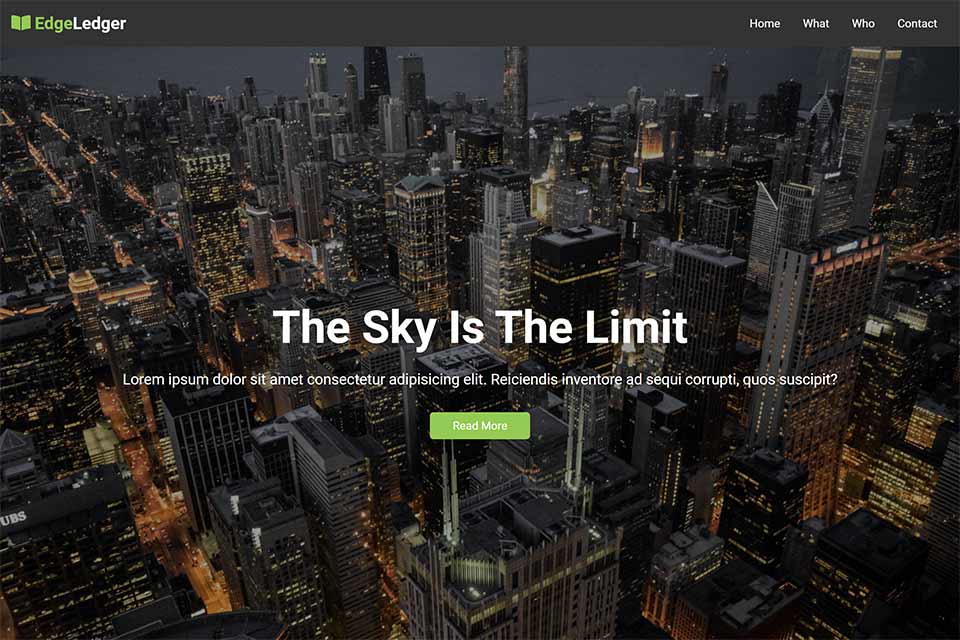 EdgeLedger
Home What Who Contact
The Sky Is The Limit
Lorem ipsum dolor sit amet consectetur adipisicing elit. Reiciendis inventore ad sequi corrupti, quos suscipit?
Read More
UBS